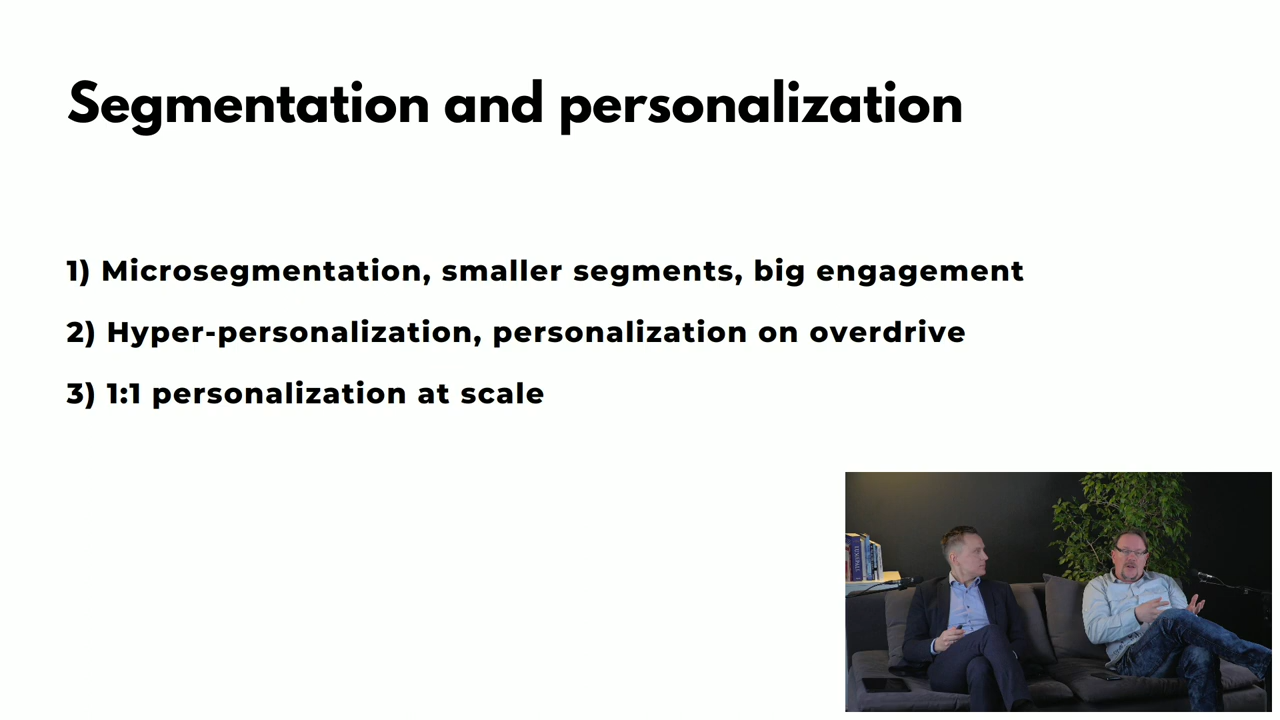 Segmentation and personalization
1) Microsegmentation, smaller segments, big engagement
2) Hyper-personalization, personalization on overdrive
3) 1:1 personalization at scale